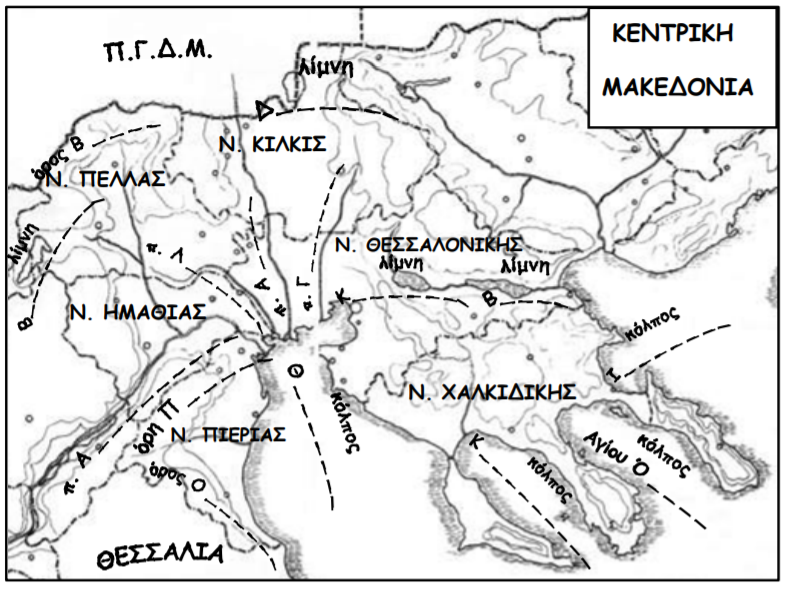 ΚΕΝΤΡΙΚΗ
ΜΑΚΕΔΟΝΙΑ
Π.Γ.Δ.Μ.
λίμνη
Δ
Ν. ΚΙΛΚΙΣ
όρος Β
Ν. ΠΕΛΛΑΣ
λίμνη
Β
π. Λ
π. Α
π. Γ
Ν. ΘΕΣΣΑΛΟΝΙΚΗΣ
λίμνη
λίμνη
Κ
Β
Ν. ΗΜΑΘΙΑΣ
κόλπος
Ι
Θ
κόλπος
Ν. ΧΑΛΚΙΔΙΚΗΣ
όρη Π
Ν. ΠΙΕΡΙΑΣ
π. Α
όρος Ο
Κ
κόλπος
Αγίου Ό
κόλπος
ΘΕΣΣΑΛΙΑ